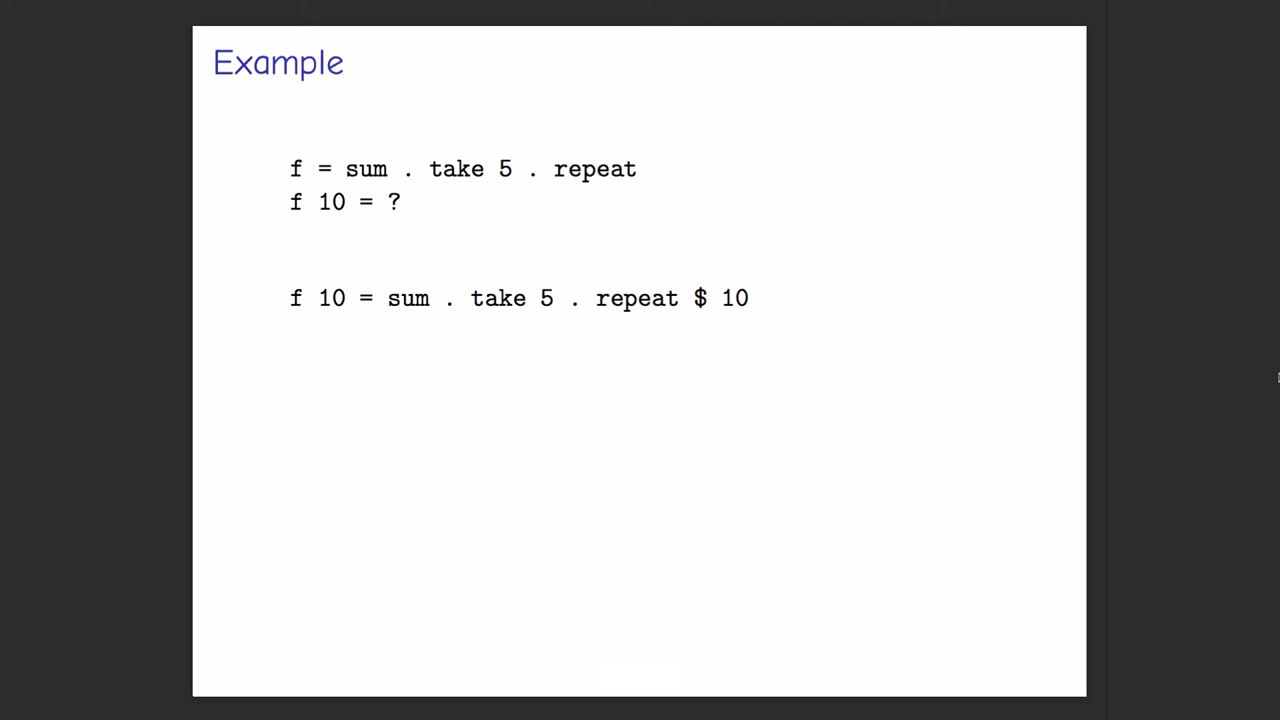 Example
f = sum . take 5 . repeat
f 10 = ?
f 10 = sum . take 5 . repeat $ 10